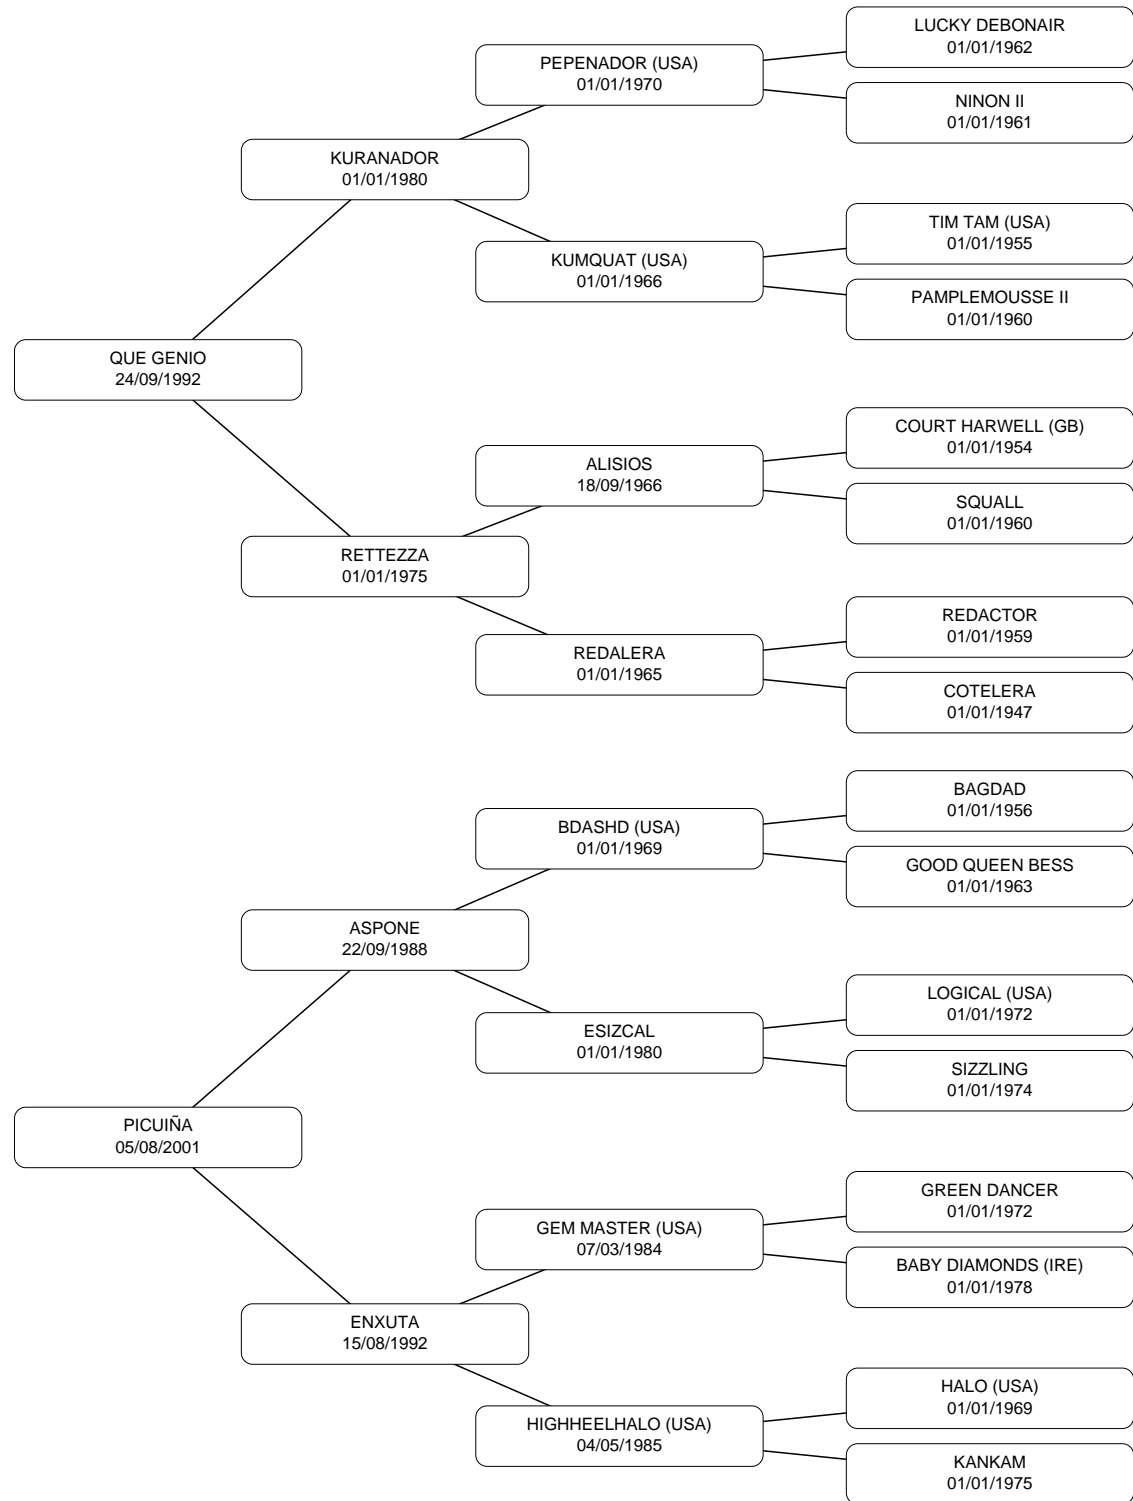 LUCKY DEBONAIR
01/01/1962
PEPENADOR (USA)
01/01/1970
NINON II
01/01/1961
KURANADOR
01/01/1980
TIM TAM (USA)
01/01/1955
KUMQUAT (USA)
01/01/1966
PAMPLEMOUSSE II
01/01/1960
QUE GENIO
24/09/1992
COURT HARWELL (GB)
01/01/1954
ALISIOS
18/09/1966
SQUALL
01/01/1960
RETTEZZA
01/01/1975
REDACTOR
01/01/1959
REDALERA
01/01/1965
COTELERA
01/01/1947
BAGDAD
01/01/1956
BDASHD (USA)
01/01/1969
GOOD QUEEN BESS
01/01/1963
ASPONE
22/09/1988
LOGICAL (USA)
01/01/1972
ESIZCAL
01/01/1980
SIZZLING
01/01/1974
PICUIÑA
05/08/2001
GREEN DANCER
01/01/1972
GEM MASTER (USA)
07/03/1984
BABY DIAMONDS (IRE)
01/01/1978
ENXUTA
15/08/1992
HALO (USA)
01/01/1969
HIGHHEELHALO (USA)
04/05/1985
KANKAM
01/01/1975